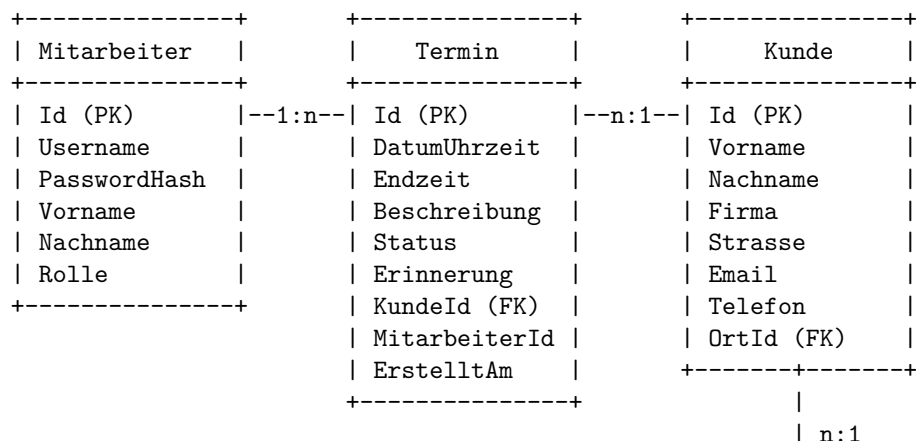 +---------------+       +---------------+       +---------------+
| Mitarbeiter   |       |    Termin     |       |     Kunde     |
+---------------+       +---------------+       +---------------+
| Id (PK)       |--1:n--| Id (PK)       |--n:1--| Id (PK)       |
| Username      |       | DatumUhrzeit  |       | Vorname       |
| PasswordHash  |       | Endzeit       |       | Nachname      |
| Vorname       |       | Beschreibung  |       | Firma         |
| Nachname      |       | Status        |       | Strasse       |
| Rolle         |       | Erinnerung    |       | Email         |
+---------------+       | KundeId (FK)  |       | Telefon       |
                        | MitarbeiterId |       | OrtId (FK)    |
                        | ErstelltAm    |       +-------+-------+
                        +---------------+               |
                                                        | n:1